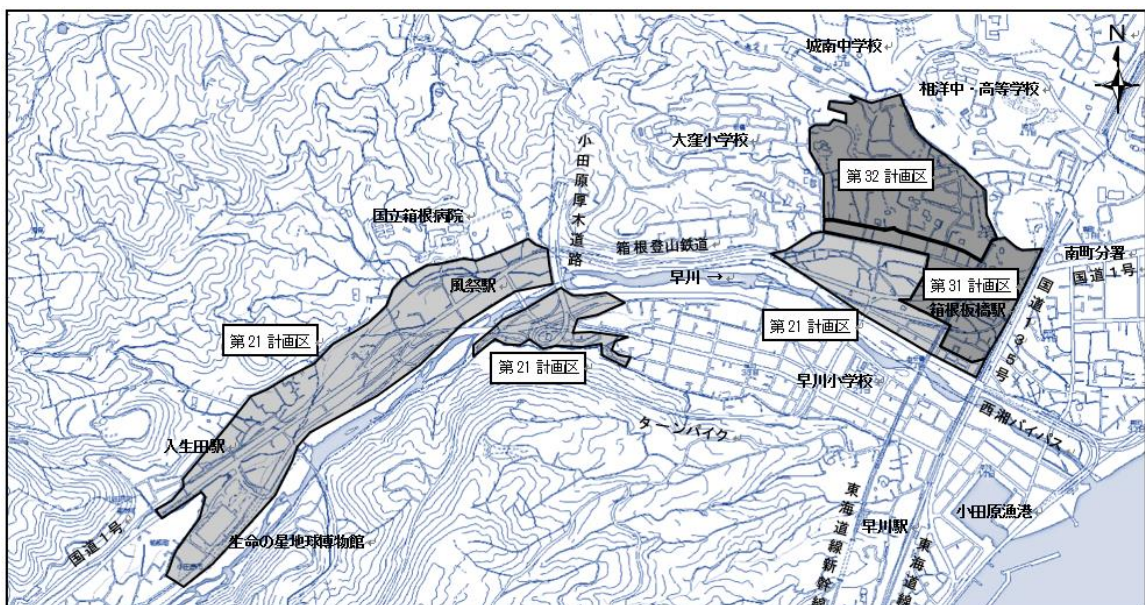 城南中学校
N
相洋中・高等学校
大窪小学校
小田原厚木道路
第32計画区
国立箱根病院
箱根登山鉄道
南町分署
国道1号
風祭駅
早川 →
第31計画区
箱根板橋駅
国道135号
第21計画区
第21計画区
第21計画区
早川小学校
西湘バイパス
ターンパイク
入生田駅
小田原漁港
早川駅
国道1号
生命の星地球博物館
東海道線新幹線
東海道線